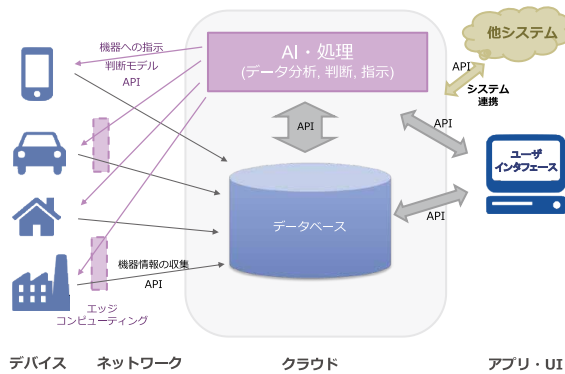 機器への指示
判断モデル
API
AI・処理
(データ分析, 判断, 指示)
他システム
API
システム
連携
API
API
ユーザ
インタフェース
データベース
API
機器情報の収集
API
エッジ
コンピューティング
デバイス
ネットワーク
クラウド
アプリ・UI